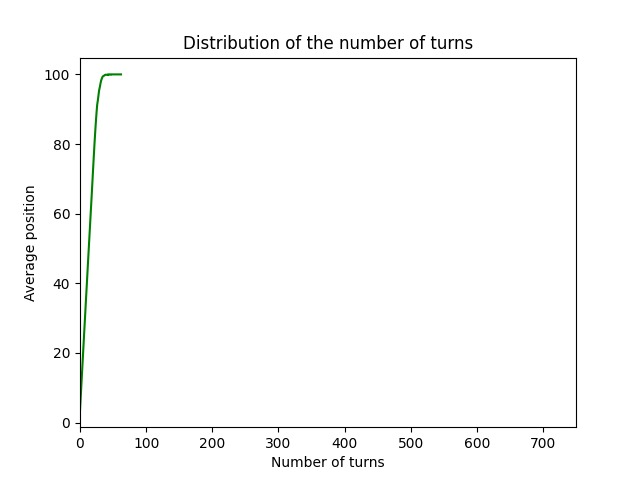 Distribution of the number of turns
Average position
100
80
60
40
20
0
0 100 200 300 400 500 600 700
Number of turns